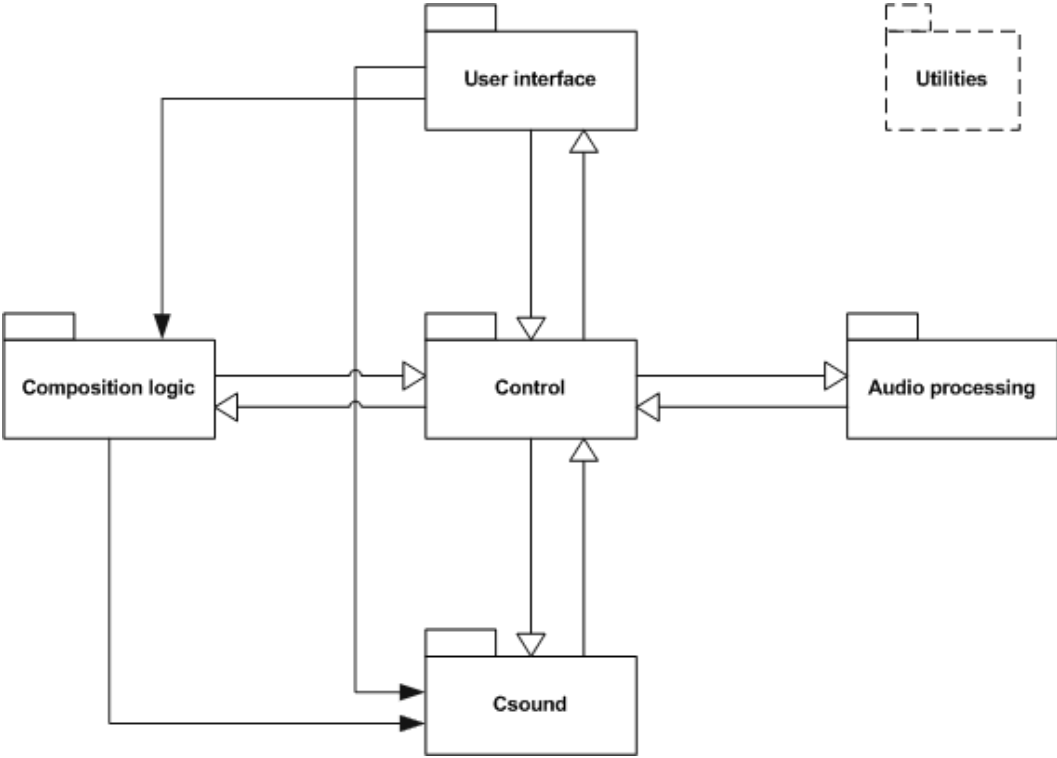 User interface
Utilities
Composition logic
Control
Audio processing
Csound